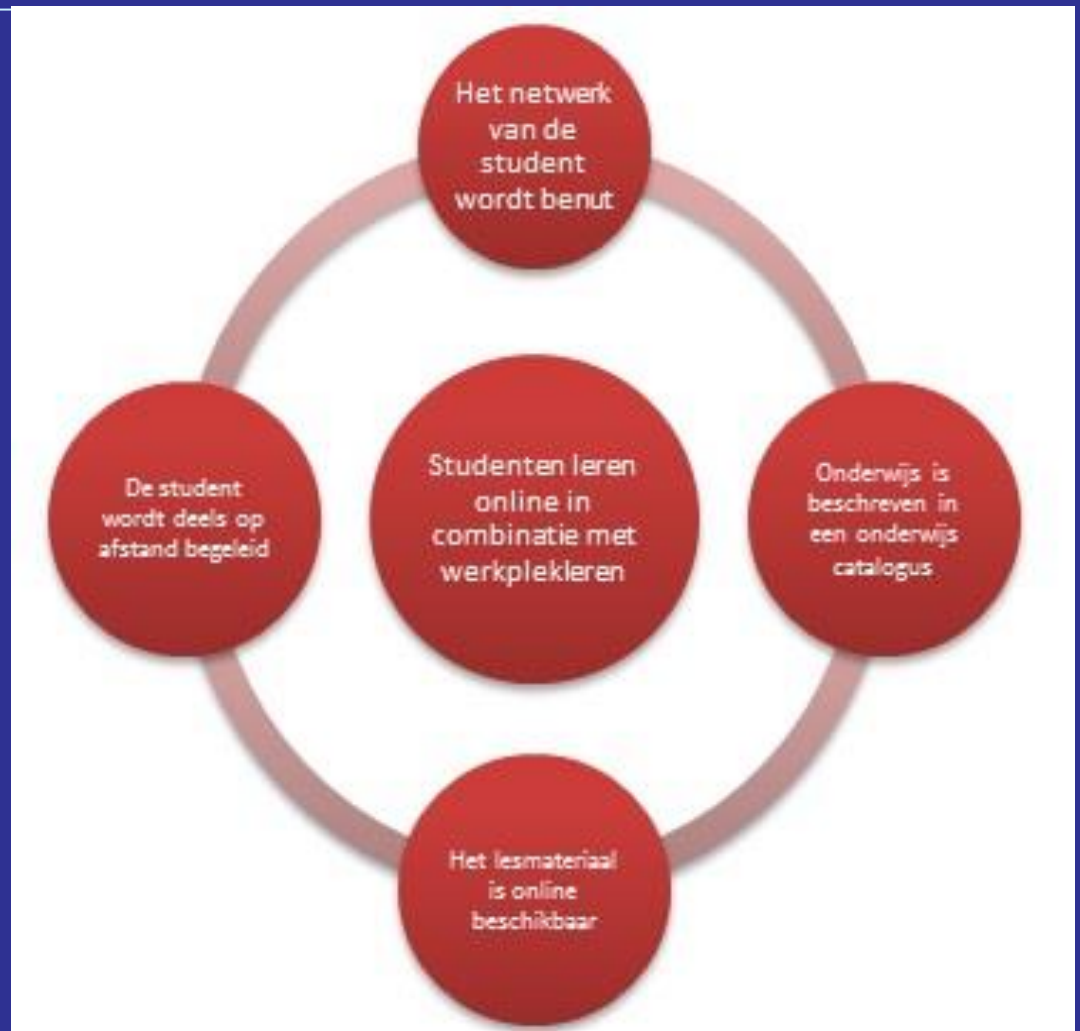 Het netwerk
van de
student
wordt benut
De student
wordt deels op
afstand begeleid
Studenten leren
online in
combinatie met
werkplekleren
Onderwijs is
beschreven in
een onderwijs
catalogus
Het lesmateriaal
is online
beschikbaar